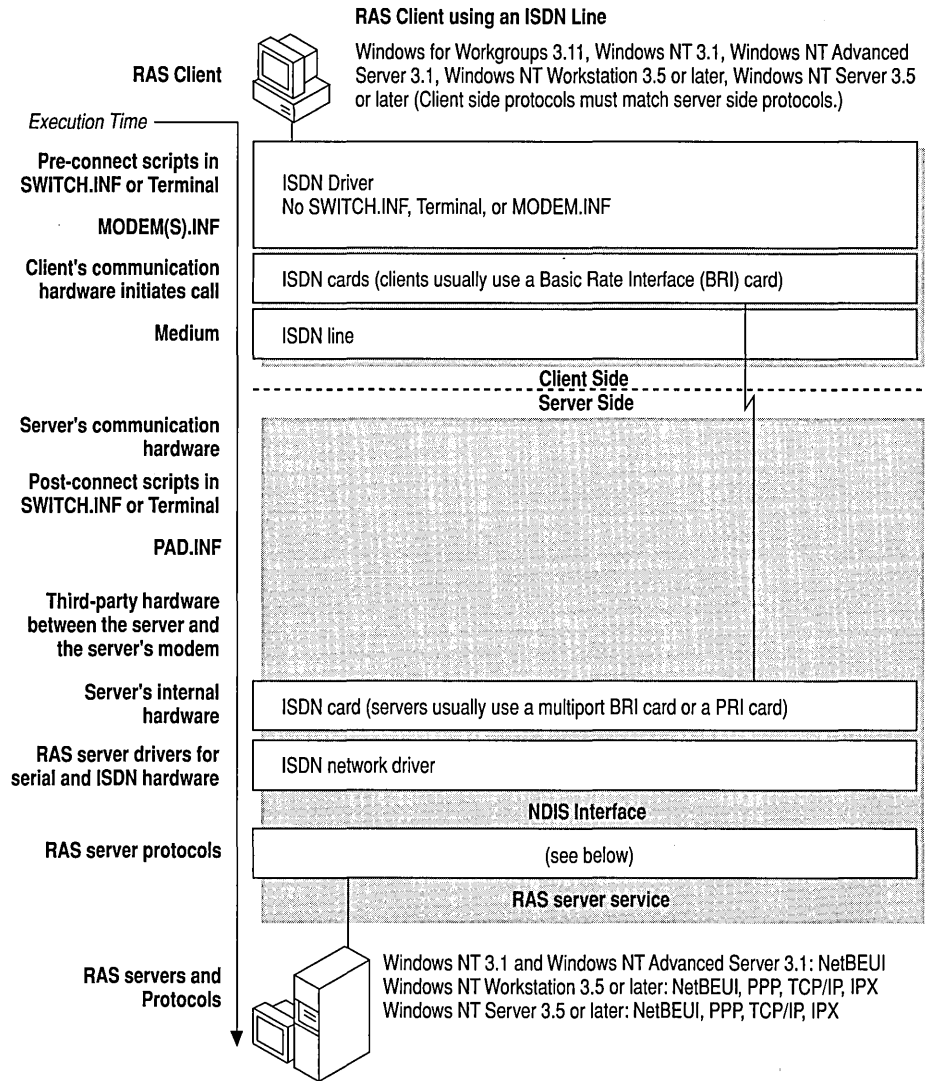 RAS Client using an ISDN Line
RAS Client
Windows for Workgroups 3.11, Windows NT 3.1, Windows NT Advanced
Server 3.1, Windows NT Workstation 3.5 or later, Windows NT Server 3.5
or later (Client side protocols must match server side protocols.)
Execution Time
Pre-connect scripts in
SWITCH.INF or Terminal
MODEM(S).INF
ISDN Driver
No SWITCH.INF, Terminal, or MODEM.INF
Client's communication
hardware initiates call
ISDN cards (clients usually use a Basic Rate Interface (BRI) card)
Medium
ISDN line
Client Side
Server Side
Server's communication
hardware
Post-connect scripts in
SWITCH.INF or Terminal
PAD.INF
Third-party hardware
between the server and
the server's modem
Server's internal
hardware
ISDN card (servers usually use a multiport BRI card or a PRI card)
RAS server drivers for
serial and ISDN hardware
ISDN network driver
NDIS Interface
RAS server protocols
(see below)
RAS server service
RAS servers and
Protocols
Windows NT 3.1 and Windows NT Advanced Server 3.1: NetBEUI
Windows NT Workstation 3.5 or later: NetBEUI, PPP, TCP/IP, IPX
Windows NT Server 3.5 or later: NetBEUI, PPP, TCP/IP, IPX